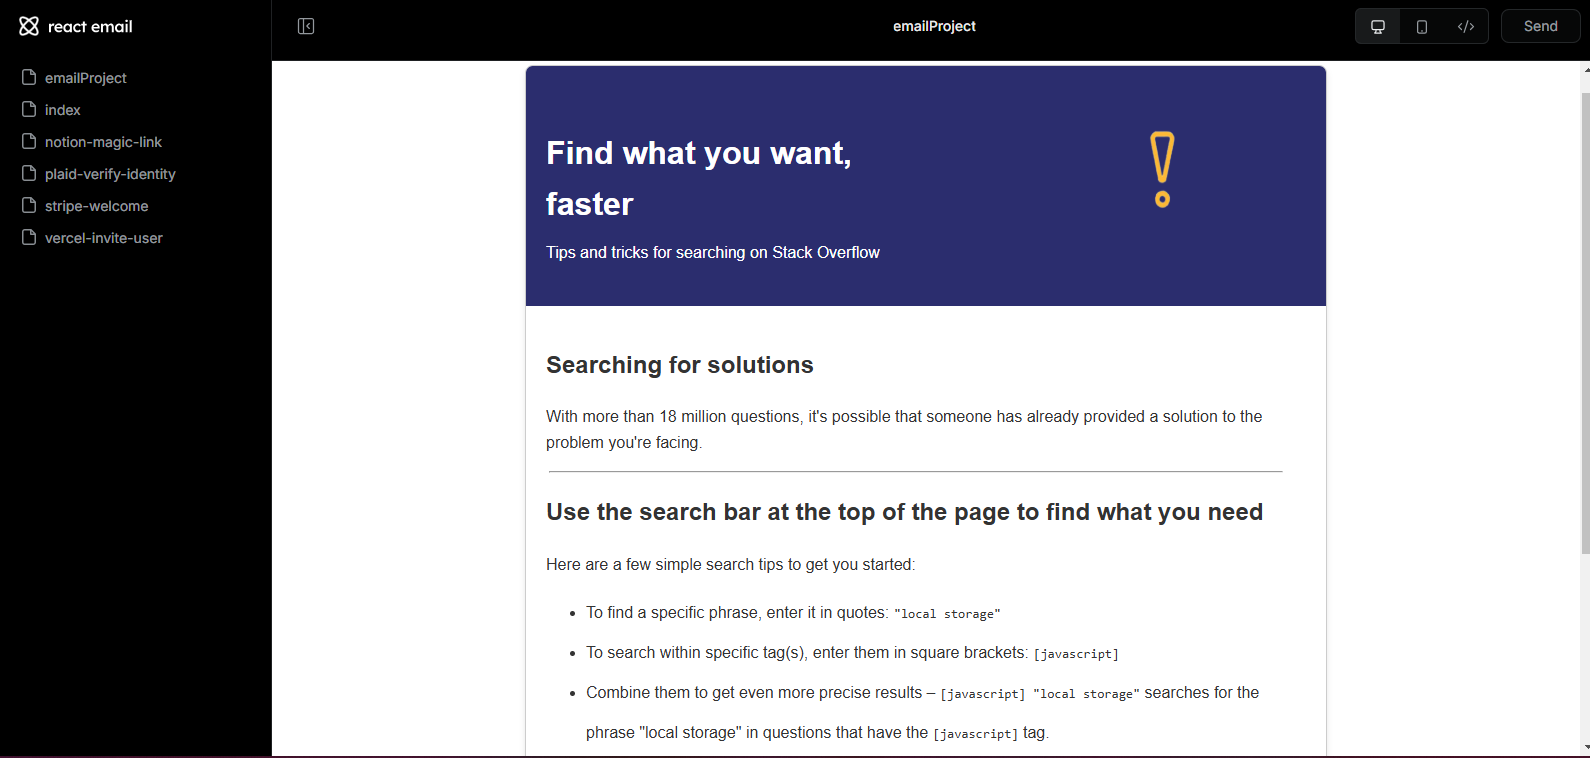 react email
emailProject
Send
emailProject
index
notion-magic-link
plaid-verify-identity
stripe-welcome
vercel-invite-user
Find what you want,
faster
Tips and tricks for searching on Stack Overflow
Searching for solutions
With more than 18 million questions, it's possible that someone has already provided a solution to the
problem you're facing.
Use the search bar at the top of the page to find what you need
Here are a few simple search tips to get you started:
• To find a specific phrase, enter it in quotes: "local storage"
• To search within specific tag(s), enter them in square brackets: [javascript]
• Combine them to get even more precise results – [javascript] "local storage" searches for the
phrase "local storage" in questions that have the [javascript] tag.